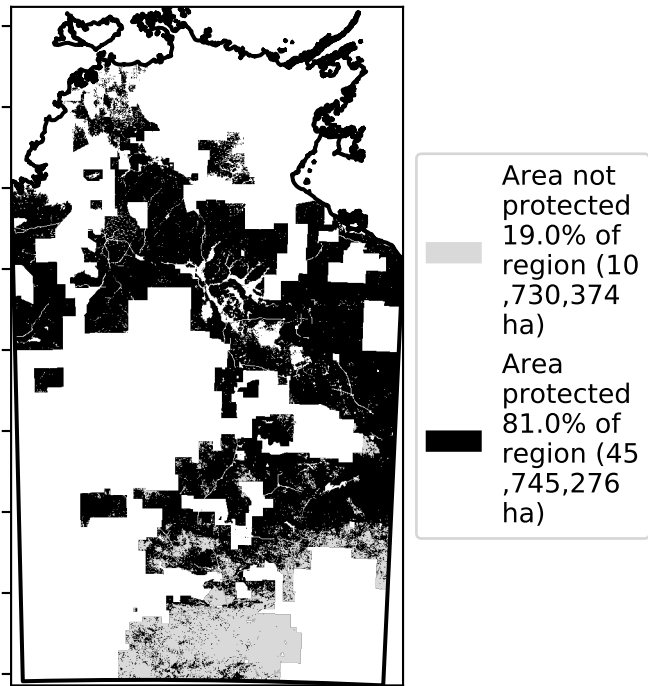 Area not
protected
19.0% of
region (10
,730,374
ha)
Area
protected
81.0% of
region (45
,745,276
ha)